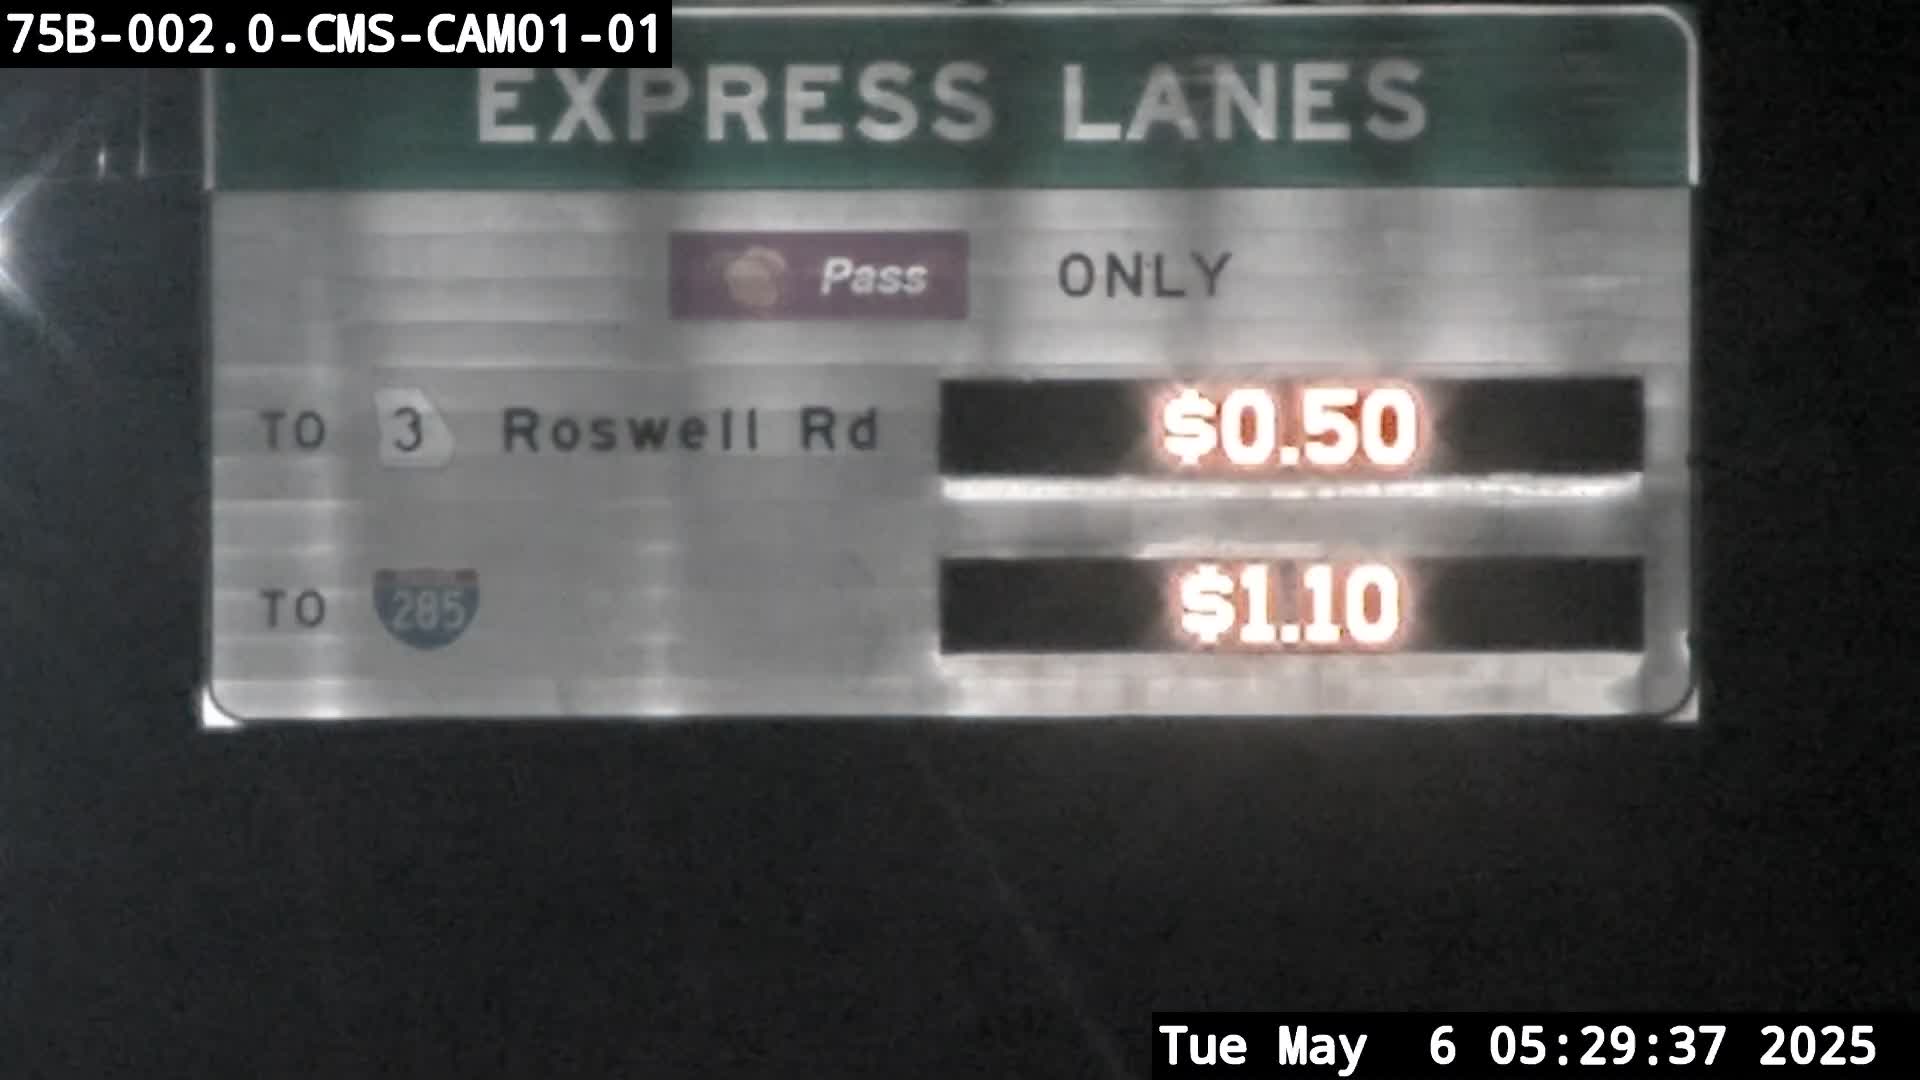 75B-002.0-CMS-CAM01-01
EXPRESS LANES
Pass ONLY
TO 3 Roswell Rd $0.50
TO 285 $1.10
Tue May 6 05:29:37 2025